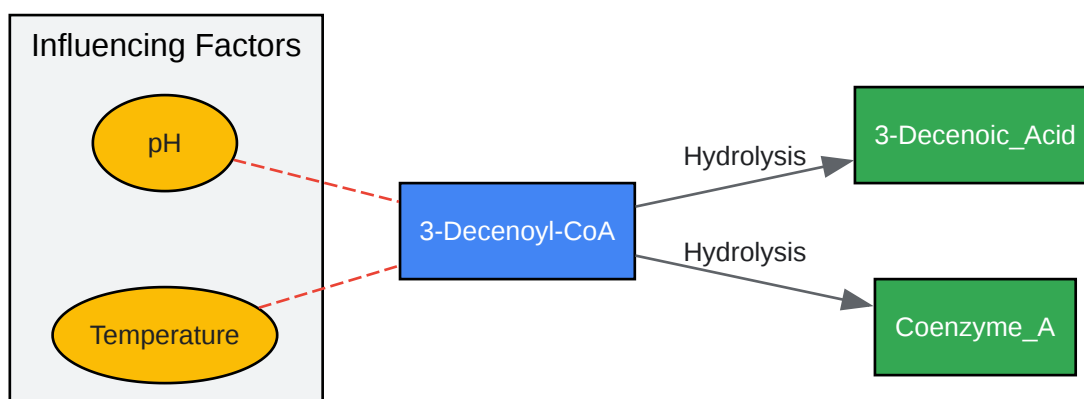 Influencing Factors
pH
Temperature
3-Decenoyl-CoA
Hydrolysis
Hydrolysis
3-Decenoic_Acid
Coenzyme_A